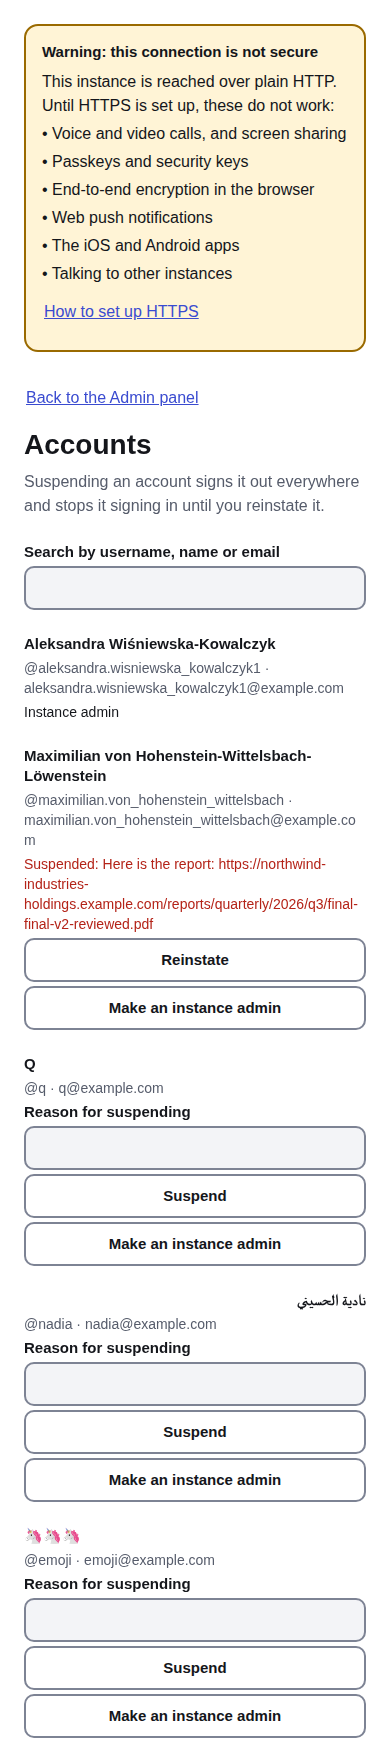 Warning: this connection is not secure
This instance is reached over plain HTTP.
Until HTTPS is set up, these do not work:
• Voice and video calls, and screen sharing
• Passkeys and security keys
• End-to-end encryption in the browser
• Web push notifications
• The iOS and Android apps
• Talking to other instances
How to set up HTTPS
Back to the Admin panel
Accounts
Suspending an account signs it out everywhere
and stops it signing in until you reinstate it.
Search by username, name or email
Aleksandra Wiśniewska-Kowalczyk
@aleksandra.wisniewska_kowalczyk1 ·
aleksandra.wisniewska_kowalczyk1@example.com
Instance admin
Maximilian von Hohenstein-Wittelsbach-
Löwenstein
@maximilian.von_hohenstein_wittelsbach ·
maximilian.von_hohenstein_wittelsbach@example.co
m
Suspended: Here is the report: https://northwind-
industries-
holdings.example.com/reports/quarterly/2026/q3/final-
final-v2-reviewed.pdf
Reinstate
Make an instance admin
Q
@q · q@example.com
Reason for suspending
Suspend
Make an instance admin
نادية الحسيني
@nadia · nadia@example.com
Reason for suspending
Suspend
Make an instance admin
🦄🦄🦄
@emoji · emoji@example.com
Reason for suspending
Suspend
Make an instance admin